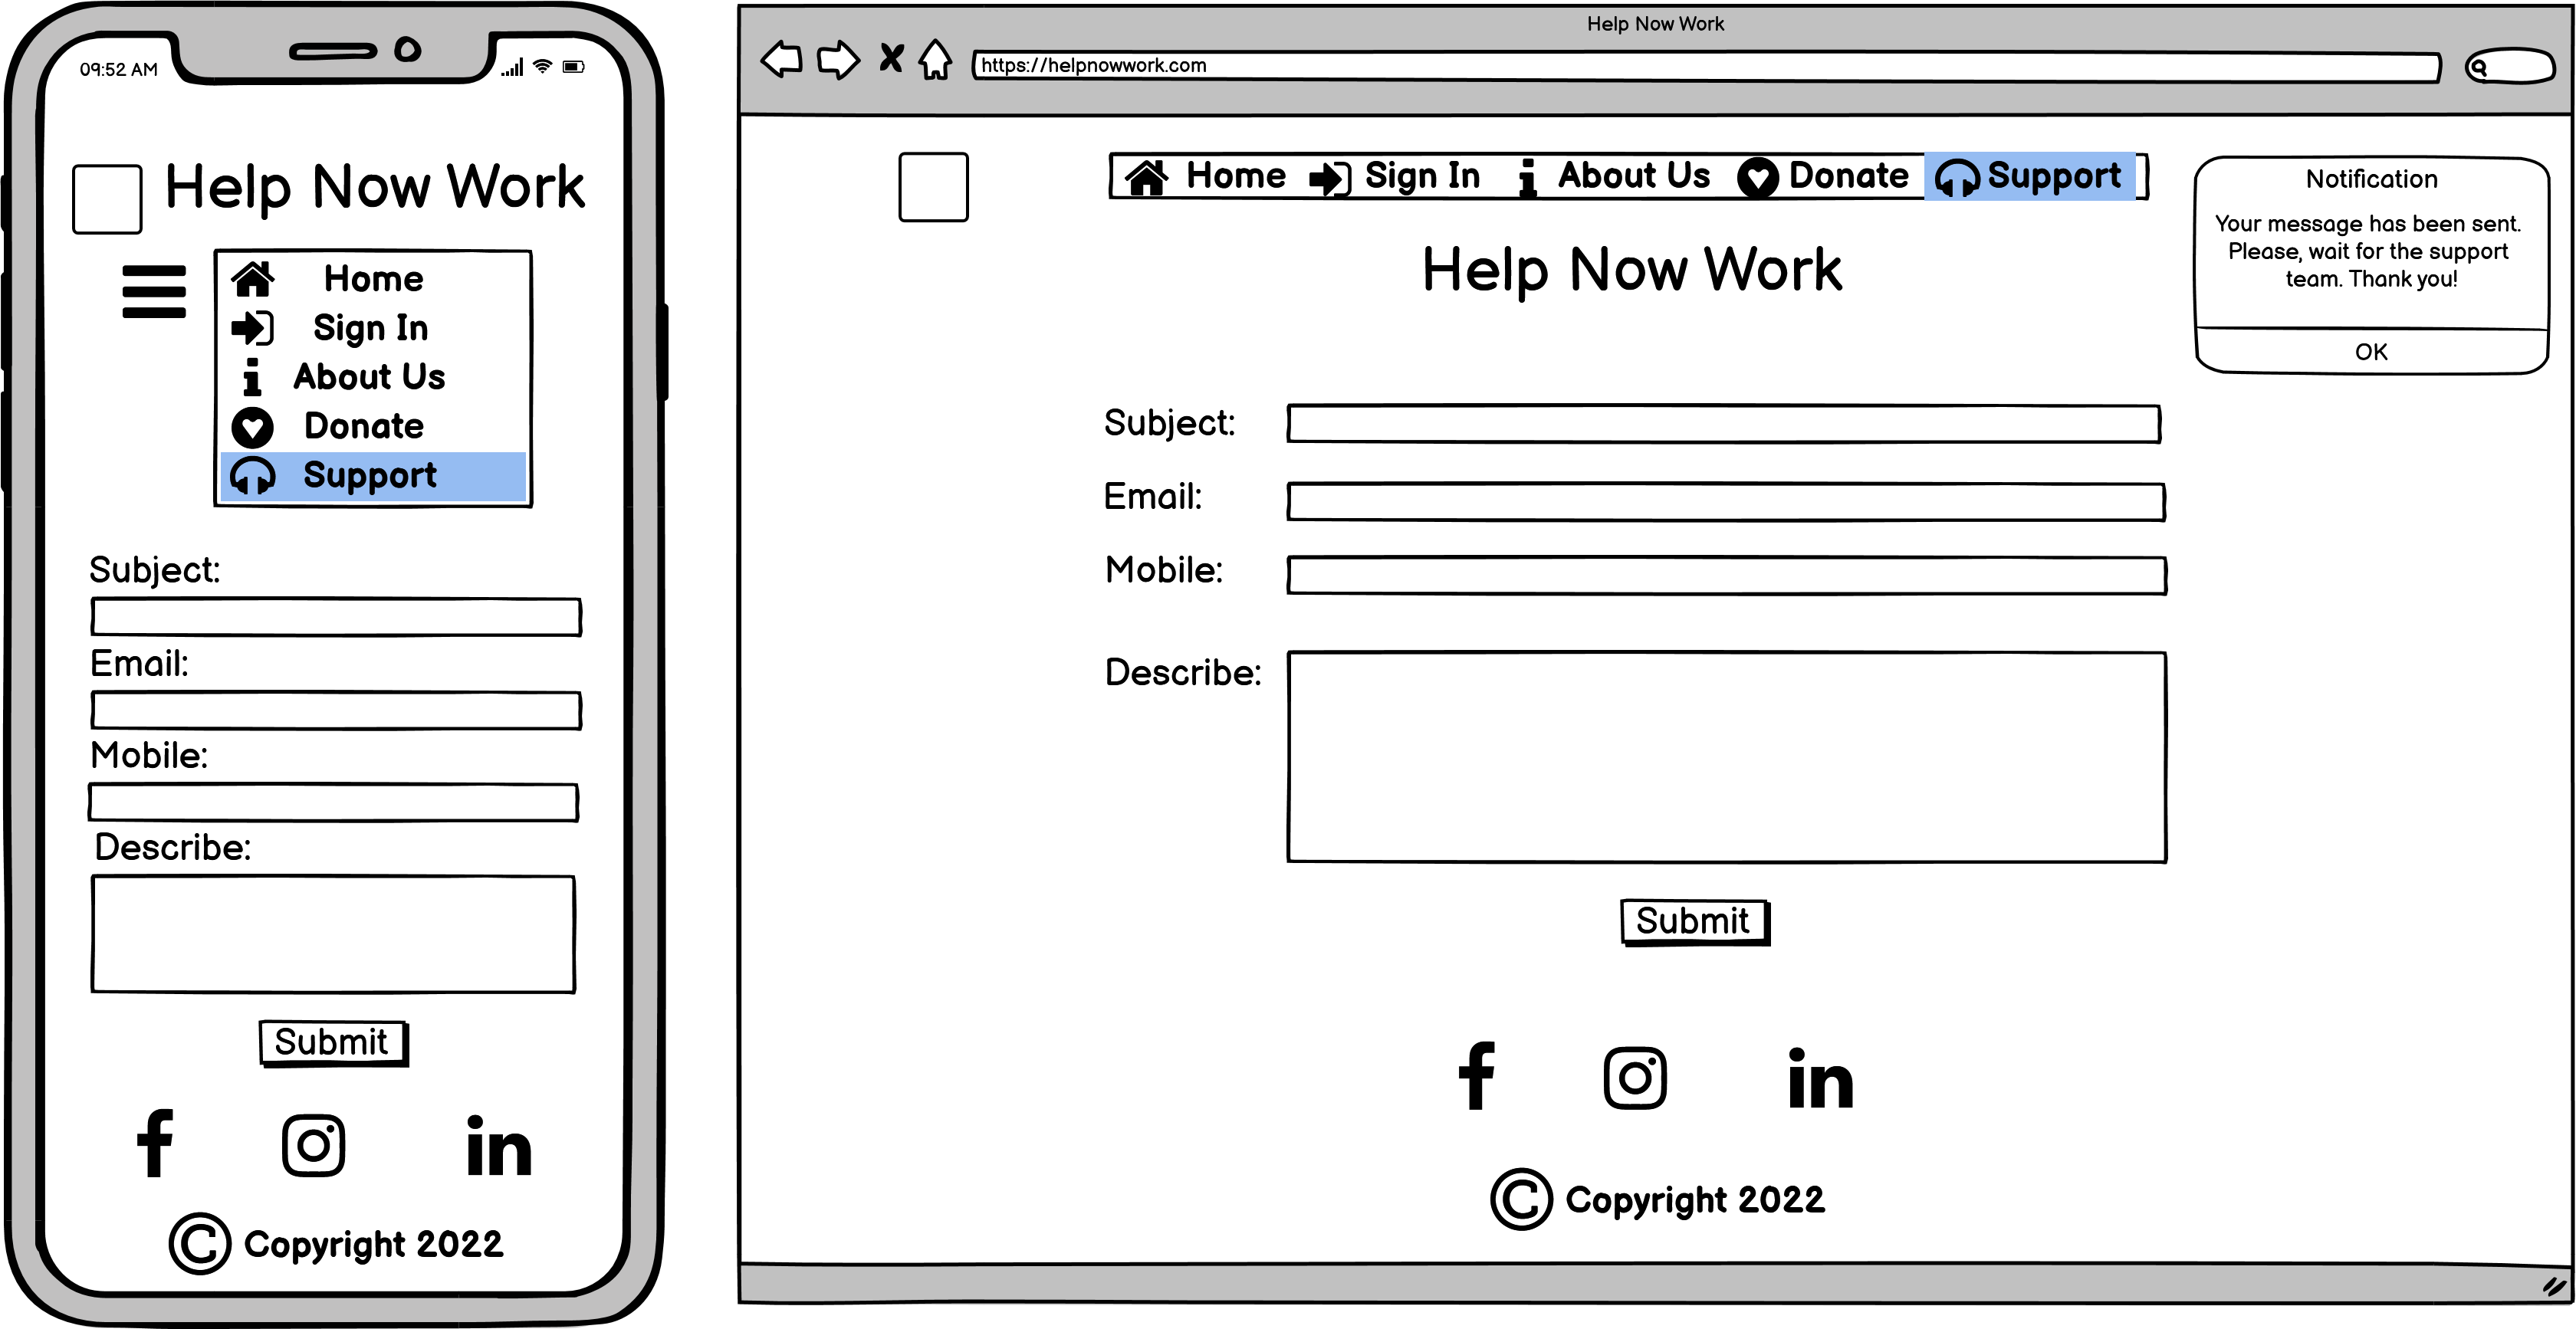 09:52 AM
Help Now Work
Home
Sign In
About Us
Donate
Support
Subject:
Email:
Mobile:
Describe:
Submit
f
in
© Copyright 2022
Help Now Work
https://helpnowwork.com
Home Sign In About Us Donate Support
Help Now Work
Notification
Your message has been sent.
Please, wait for the support
team. Thank you!
OK
Subject:
Email:
Mobile:
Describe:
Submit
f
in
© Copyright 2022